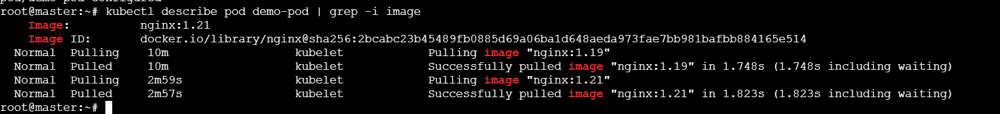 root@master:~# kubectl describe pod demo-pod | grep -i image
Image: nginx:1.21
Image ID: docker.io/library/nginx@sha256:2bcabc23b45489fb0885d69a06ba1d648aeda973fae7bb981bafbb884165e514
Normal Pulling 10m kubelet Pulling image "nginx:1.19"
Normal Pulled 10m kubelet Successfully pulled image "nginx:1.19" in 1.748s (1.748s including waiting)
Normal Pulling 2m59s kubelet Pulling image "nginx:1.21"
Normal Pulled 2m57s kubelet Successfully pulled image "nginx:1.21" in 1.823s (1.823s including waiting)
root@master:~#